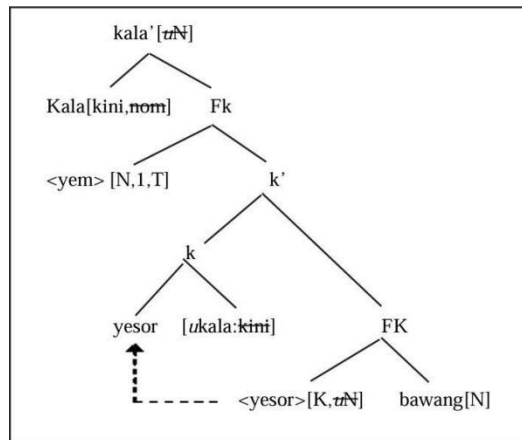 kala’[uN]
Kala[kini,nom] Fk
<yem> [N,1,T] k’
k
yesor [ukala:kini] FK
<yesor>[K,uN] bawang[N]